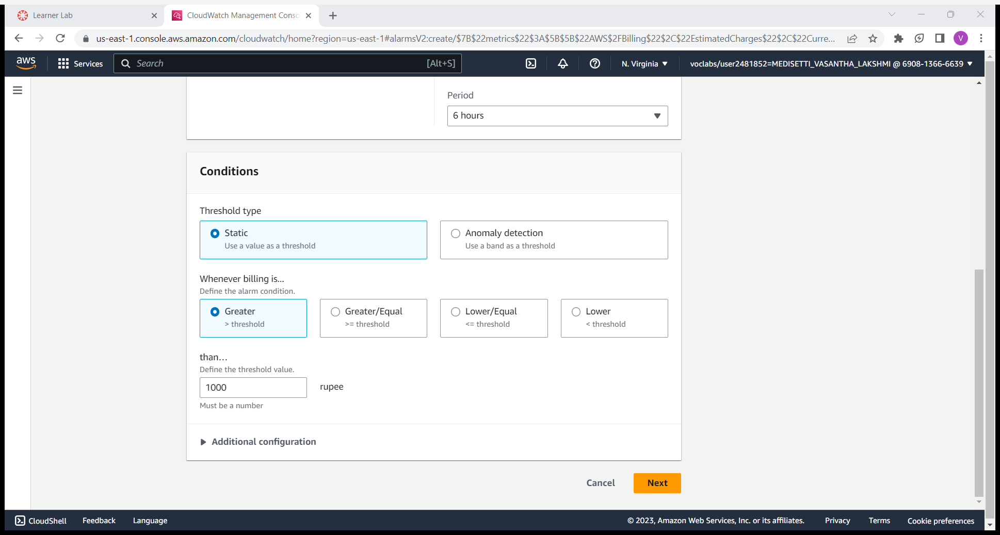 Learner Lab
CloudWatch Management Conso
us-east-1.console.aws.amazon.com/cloudwatch/home?region=us-east-1#alarmsV2:create/$7B$22metrics$22$3A$5B$5B$22AWS$2FBilling$22$2C$22EstimatedCharges$22$2C$22Curre...
V
aws
Services
Search
[Alt+S]
N. Virginia
voclabs/user2481852=MEDISETTI_VASANTHA_LAKSHMI @ 6908-1366-6639
Period
6 hours
Conditions
Threshold type
Static
Use a value as a threshold
Anomaly detection
Use a band as a threshold
Whenever billing is...
Define the alarm condition.
Greater
> threshold
Greater/Equal
>= threshold
Lower/Equal
<= threshold
Lower
< threshold
than...
Define the threshold value.
1000
rupee
Must be a number
Additional configuration
Cancel
Next
CloudShell
Feedback
Language
© 2023, Amazon Web Services, Inc. or its affiliates.
Privacy
Terms
Cookie preferences